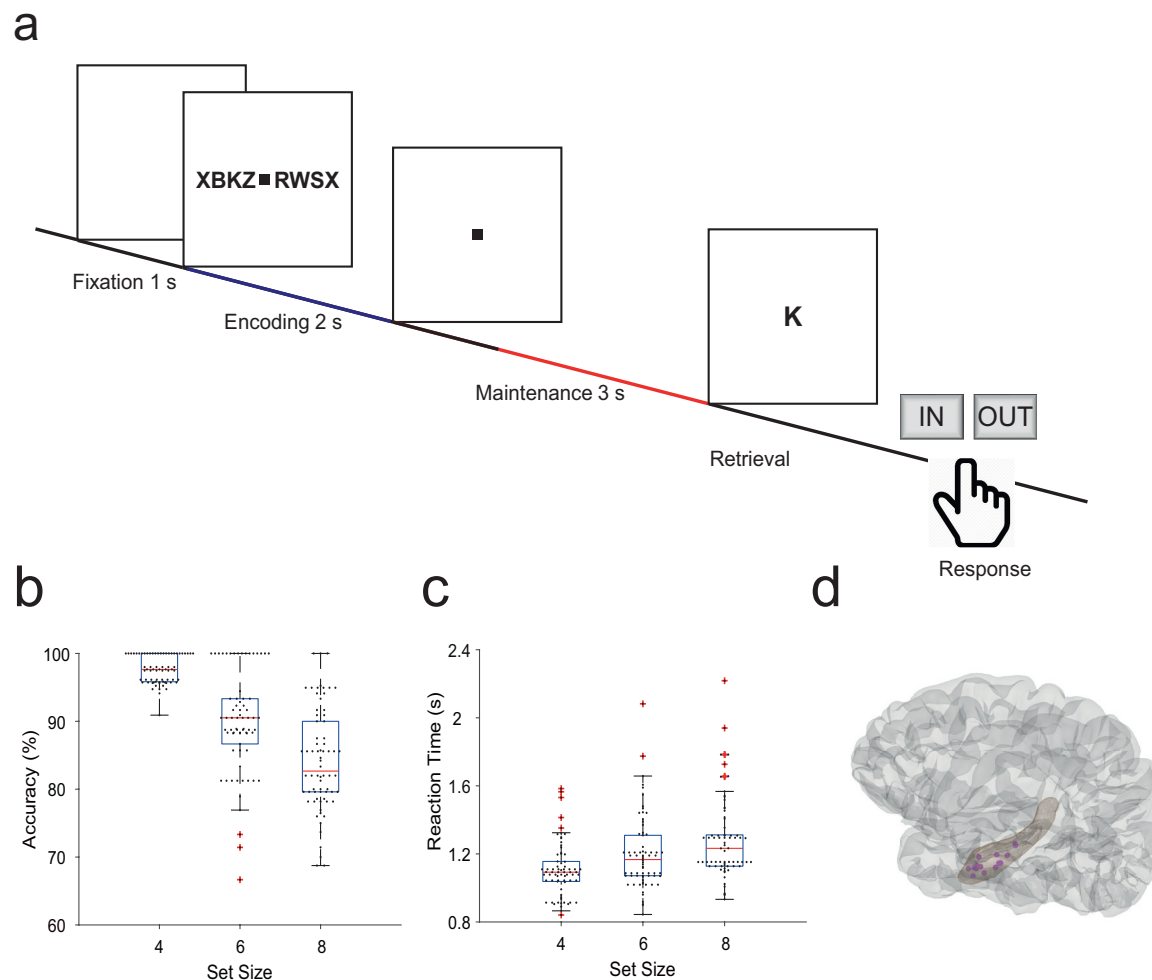 a
XBKZ■RWSX
Fixation 1 s
Encoding 2 s
Maintenance 3 s
K
Retrieval
IN OUT
Response
b
Accuracy (%)
100
90
80
70
60
4 6 8
Set Size
c
Reaction Time (s)
2.4
2
1.6
1.2
0.8
4 6 8
Set Size
d